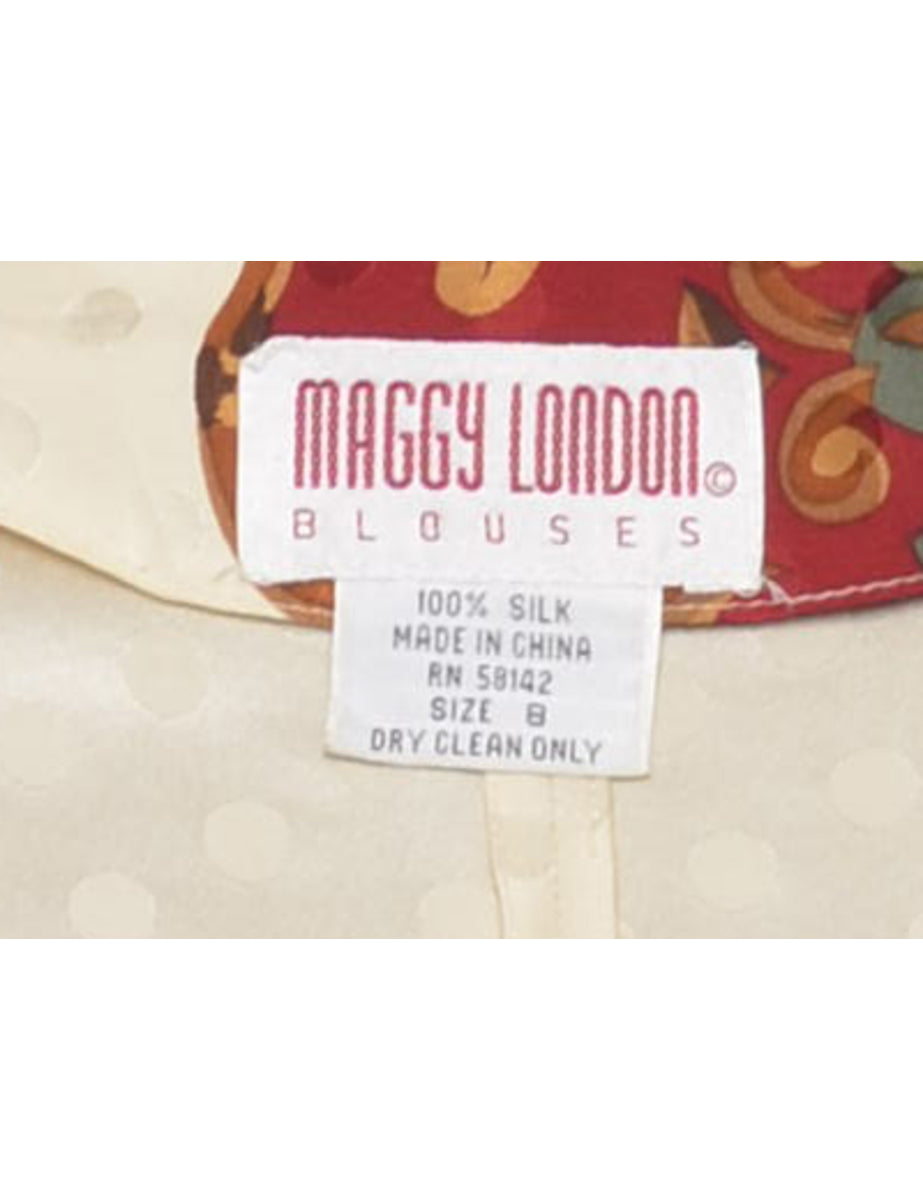 MAGGY LONDON©
BLOUSES
100% SILK
MADE IN CHINA
RN 58142
SIZE 8
DRY CLEAN ONLY